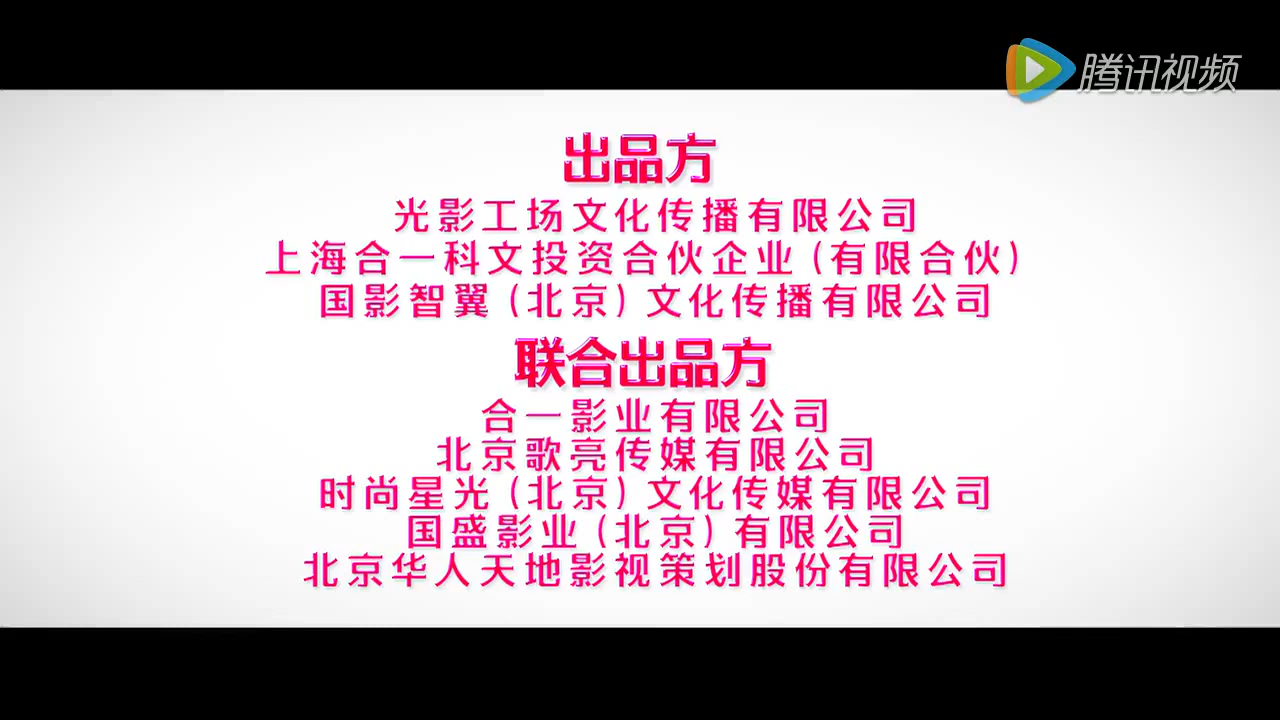 腾讯视频
出品方
光影工场文化传播有限公司
上海合一科文投资合伙企业(有限合伙)
国影智翼(北京)文化传播有限公司
联合出品方
合一影业有限公司
北京歌亮传媒有限公司
时尚星光(北京)文化传媒有限公司
国盛影业(北京)有限公司
北京华人天地影视策划股份有限公司